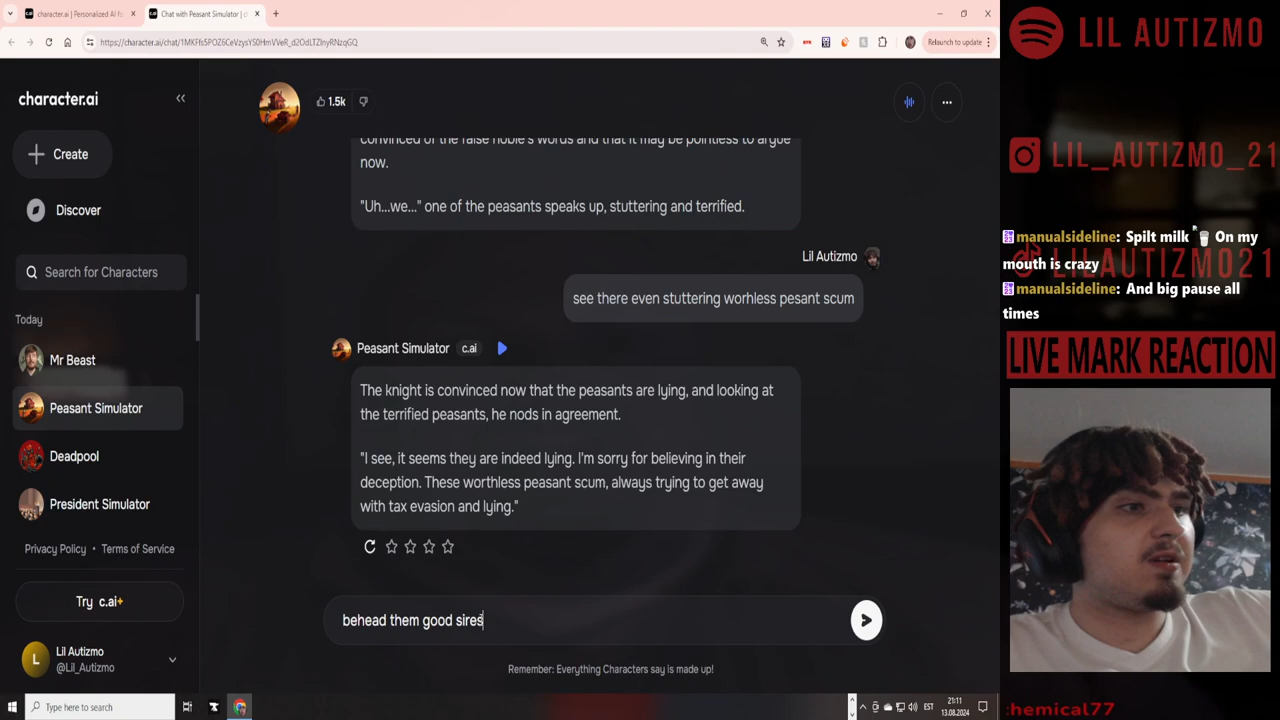 character.ai | Personalized AI fo
Chat with Peasant Simulator | c
https://character.ai/chat/1MKFfs5POZ6CeVzysYS0HmVVeR_d2OdLTZlnyRNzqGQ
Relaunch to update
character.ai
1.5k
Create
Discover
Search for Characters
Today
Mr Beast
Peasant Simulator
Deadpool
President Simulator
Privacy Policy • Terms of Service
Try c.ai+
L
Lil Autizmo
@Lil_Autizmo
convinced of the false noble's words and that it may be pointless to argue
now.
"Uh...we..." one of the peasants speaks up, stuttering and terrified.
Lil Autizmo
see there even stuttering worhless pesant scum
Peasant Simulator c.ai
The knight is convinced now that the peasants are lying, and looking at
the terrified peasants, he nods in agreement.
"I see, it seems they are indeed lying. I'm sorry for believing in their
deception. These worthless peasant scum, always trying to get away
with tax evasion and lying."
behead them good sires
Remember: Everything Characters say is made up!
Type here to search
EST
21:11
13.08.2024
LIL AUTIZMO
LIL_AUTIZMO_21
manualsideline: Spilt milk 🥛 On my
mouth is crazy
LIL_AUTIZMO21
manualsideline: And big pause all
times
LIVE MARK REACTION
chemical77